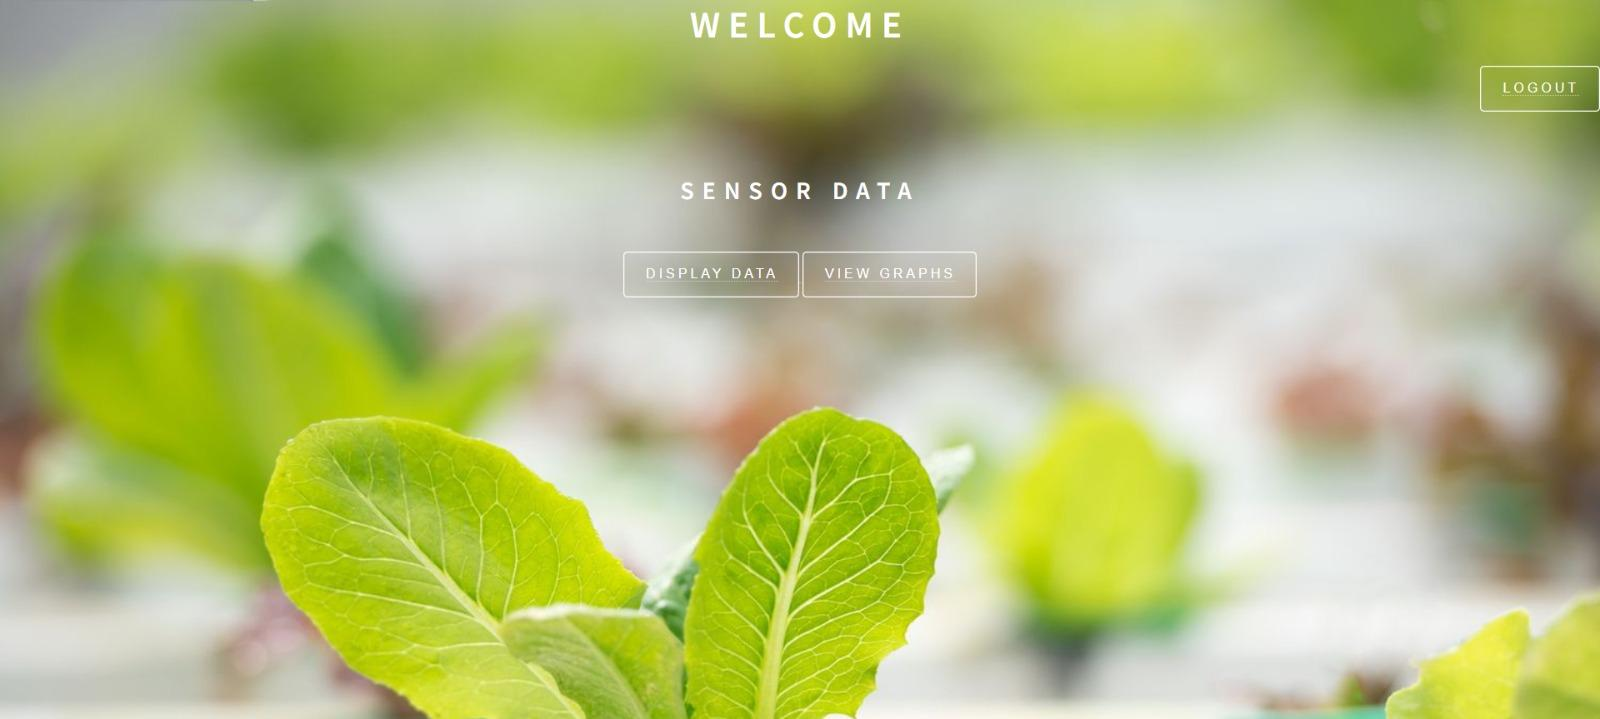 WELCOME
LOGOUT
SENSOR DATA
DISPLAY DATA VIEW GRAPHS